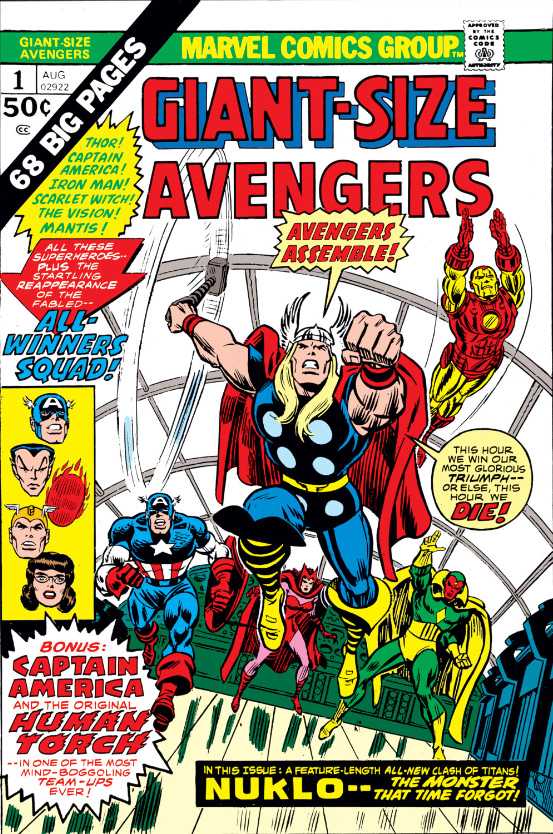 GIANT-SIZE
AVENGERS
1
AUG
02922
50¢
CC
68 BIG PAGES
MARVEL COMICS GROUP
TM
APPROVED
BY THE
COMICS
CODE
AUTHORITY
GIANT-SIZE
AVENGERS
THOR!
CAPTAIN
AMERICA!
IRON MAN!
SCARLET WITCH!
THE VISION!
MANTIS!
ALL THESE
SUPERHEROES--
PLUS THE
STARTLING
REAPPEARANCE
OF THE
FABLED--
ALL-
WINNERS
SQUAD!
AVENGERS
ASSEMBLE!
THIS HOUR
WE WIN OUR
MOST GLORIOUS
TRIUMPH--
OR ELSE, THIS
HOUR WE
DIE!
BONUS:
CAPTAIN
AMERICA
AND THE ORIGINAL
HUMAN
TORCH
--IN ONE OF THE MOST
MIND-BOGGOLING
TEAM-UPS
EVER!
IN THIS ISSUE: A FEATURE-LENGTH ALL-NEW CLASH OF TITANS!
NUKLO-- THE MONSTER
THAT TIME FORGOT!